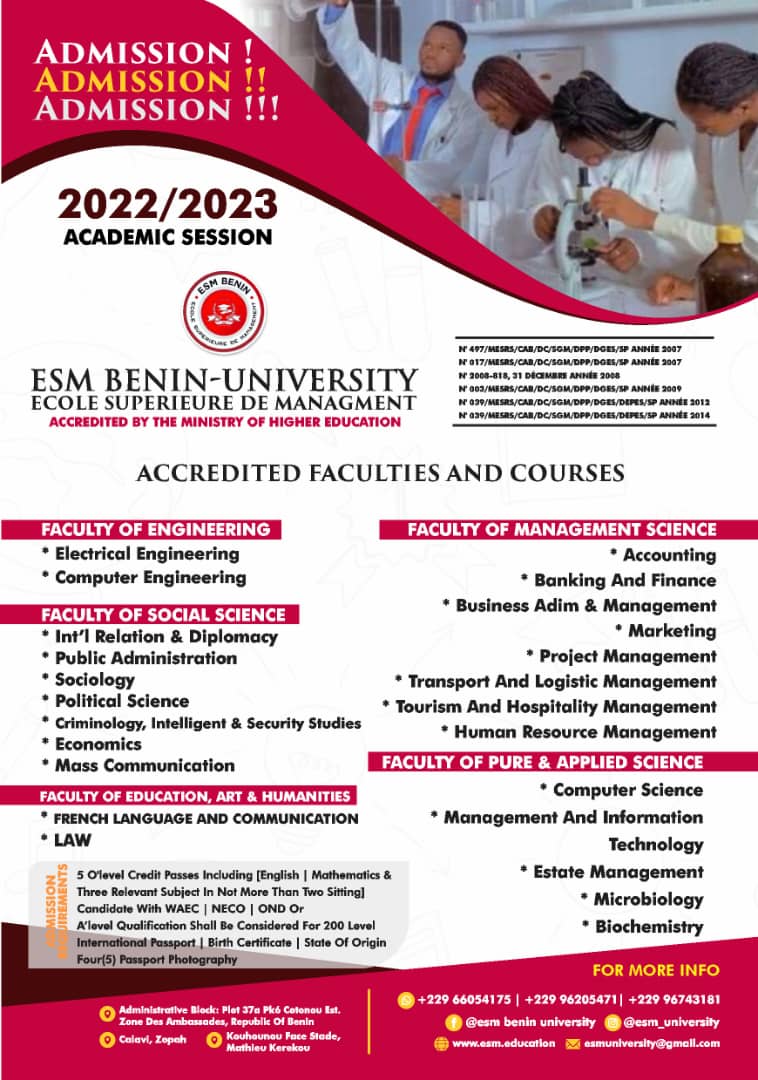 ADMISSION !
ADMISSION !!
ADMISSION !!!
2022/2023
ACADEMIC SESSION
ESM BENIN
ECOLE SUPERIEURE DE MANAGEMENT
ESM BENIN-UNIVERSITY
ECOLE SUPERIEURE DE MANAGMENT
ACCREDITED BY THE MINISTRY OF HIGHER EDUCATION
N° 497/MESRS/CAB/DC/SGM/DPP/DGES/SP ANNÉE 2007
N° 017/MESRS/CAB/DC/SGM/DPP/DGES/SP ANNÉE 2007
N° 2008-818, 31 DÉCEMBRE ANNÉE 2008
N° 003/MESRS/CAB/DC/SGM/DPP/DGES/SP ANNÉE 2009
N° 029/MESRS/CAB/DC/SGM/DPP/DGES/DEPES/SP ANNÉE 2012
N° 039/MESRS/CAB/DC/SGM/DPP/DGES/DEPES/SP ANNÉE 2014
ACCREDITED FACULTIES AND COURSES
FACULTY OF ENGINEERING
* Electrical Engineering
* Computer Engineering
FACULTY OF SOCIAL SCIENCE
* Int'l Relation & Diplomacy
* Public Administration
* Sociology
* Political Science
* Criminology, Intelligent & Security Studies
* Economics
* Mass Communication
FACULTY OF EDUCATION, ART & HUMANITIES
* FRENCH LANGUAGE AND COMMUNICATION
* LAW
FACULTY OF MANAGEMENT SCIENCE
* Accounting
* Banking And Finance
* Business Adim & Management
* Marketing
* Project Management
* Transport And Logistic Management
* Tourism And Hospitality Management
* Human Resource Management
FACULTY OF PURE & APPLIED SCIENCE
* Computer Science
* Management And Information
Technology
* Estate Management
* Microbiology
* Biochemistry
ADMISSION
REQUIREMENTS
5 O'level Credit Passes Including [English | Mathematics &
Three Relevant Subject In Not More Than Two Sitting]
Candidate With WAEC | NECO | OND Or
A'level Qualification Shall Be Considered For 200 Level
International Passport | Birth Certificate | State Of Origin
Four(5) Passport Photography
FOR MORE INFO
Administrative Block: Plot 37a Pk6 Cotonou Est.
Zone Des Ambassades, Republic Of Benin
Calavi, Zopah
Kouhounou Face Stade,
Mathieu Kerekou
+229 66054175 | +229 96205471| +229 96743181
@esm benin university
@esm_university
www.esm.education
esmuniversity@gmail.com